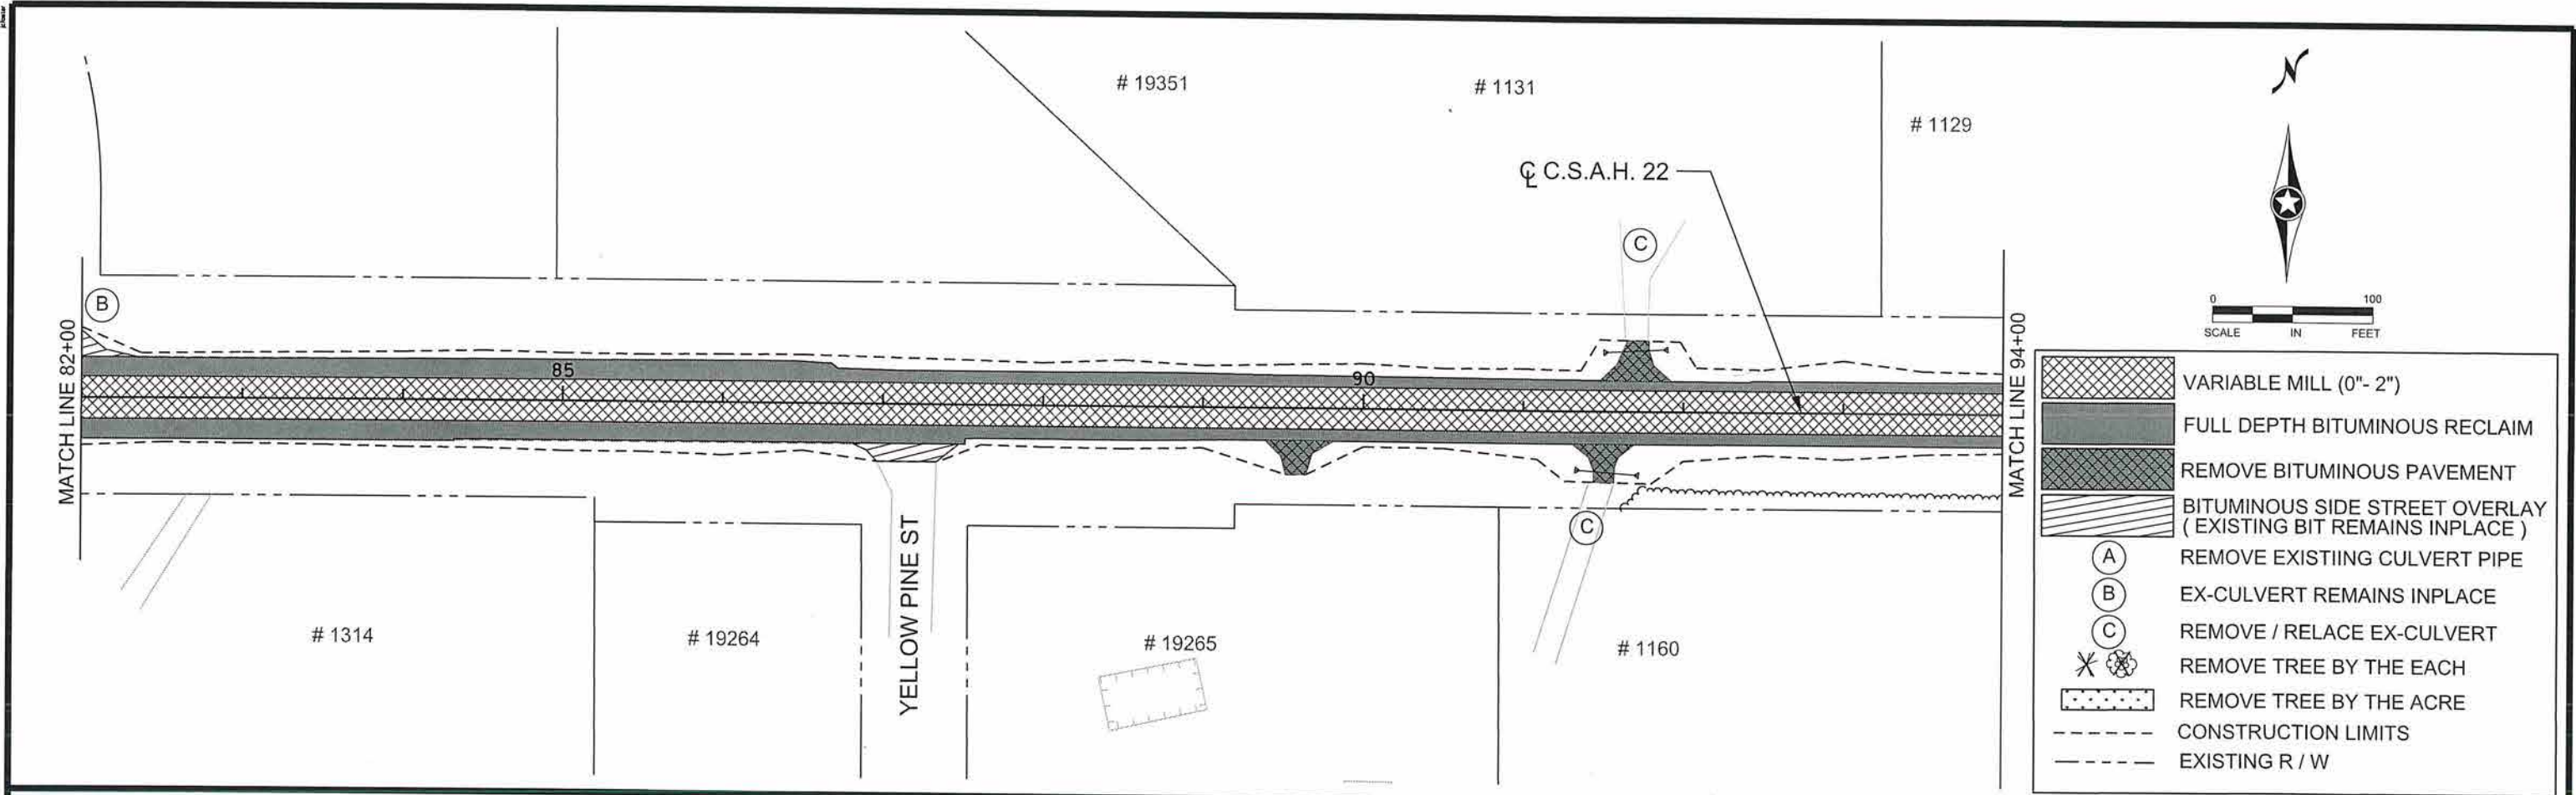 # 19351
# 1131
# 1129
N
℄ C.S.A.H. 22
C
B
0 100
SCALE IN FEET
MATCH LINE 82+00
85
90
MATCH LINE 94+00
VARIABLE MILL (0"- 2")
FULL DEPTH BITUMINOUS RECLAIM
REMOVE BITUMINOUS PAVEMENT
BITUMINOUS SIDE STREET OVERLAY
( EXISTING BIT REMAINS INPLACE )
A REMOVE EXISTIING CULVERT PIPE
B EX-CULVERT REMAINS INPLACE
C REMOVE / RELACE EX-CULVERT
REMOVE TREE BY THE EACH
REMOVE TREE BY THE ACRE
CONSTRUCTION LIMITS
EXISTING R / W
C
YELLOW PINE ST
# 1314
# 19264
# 19265
# 1160